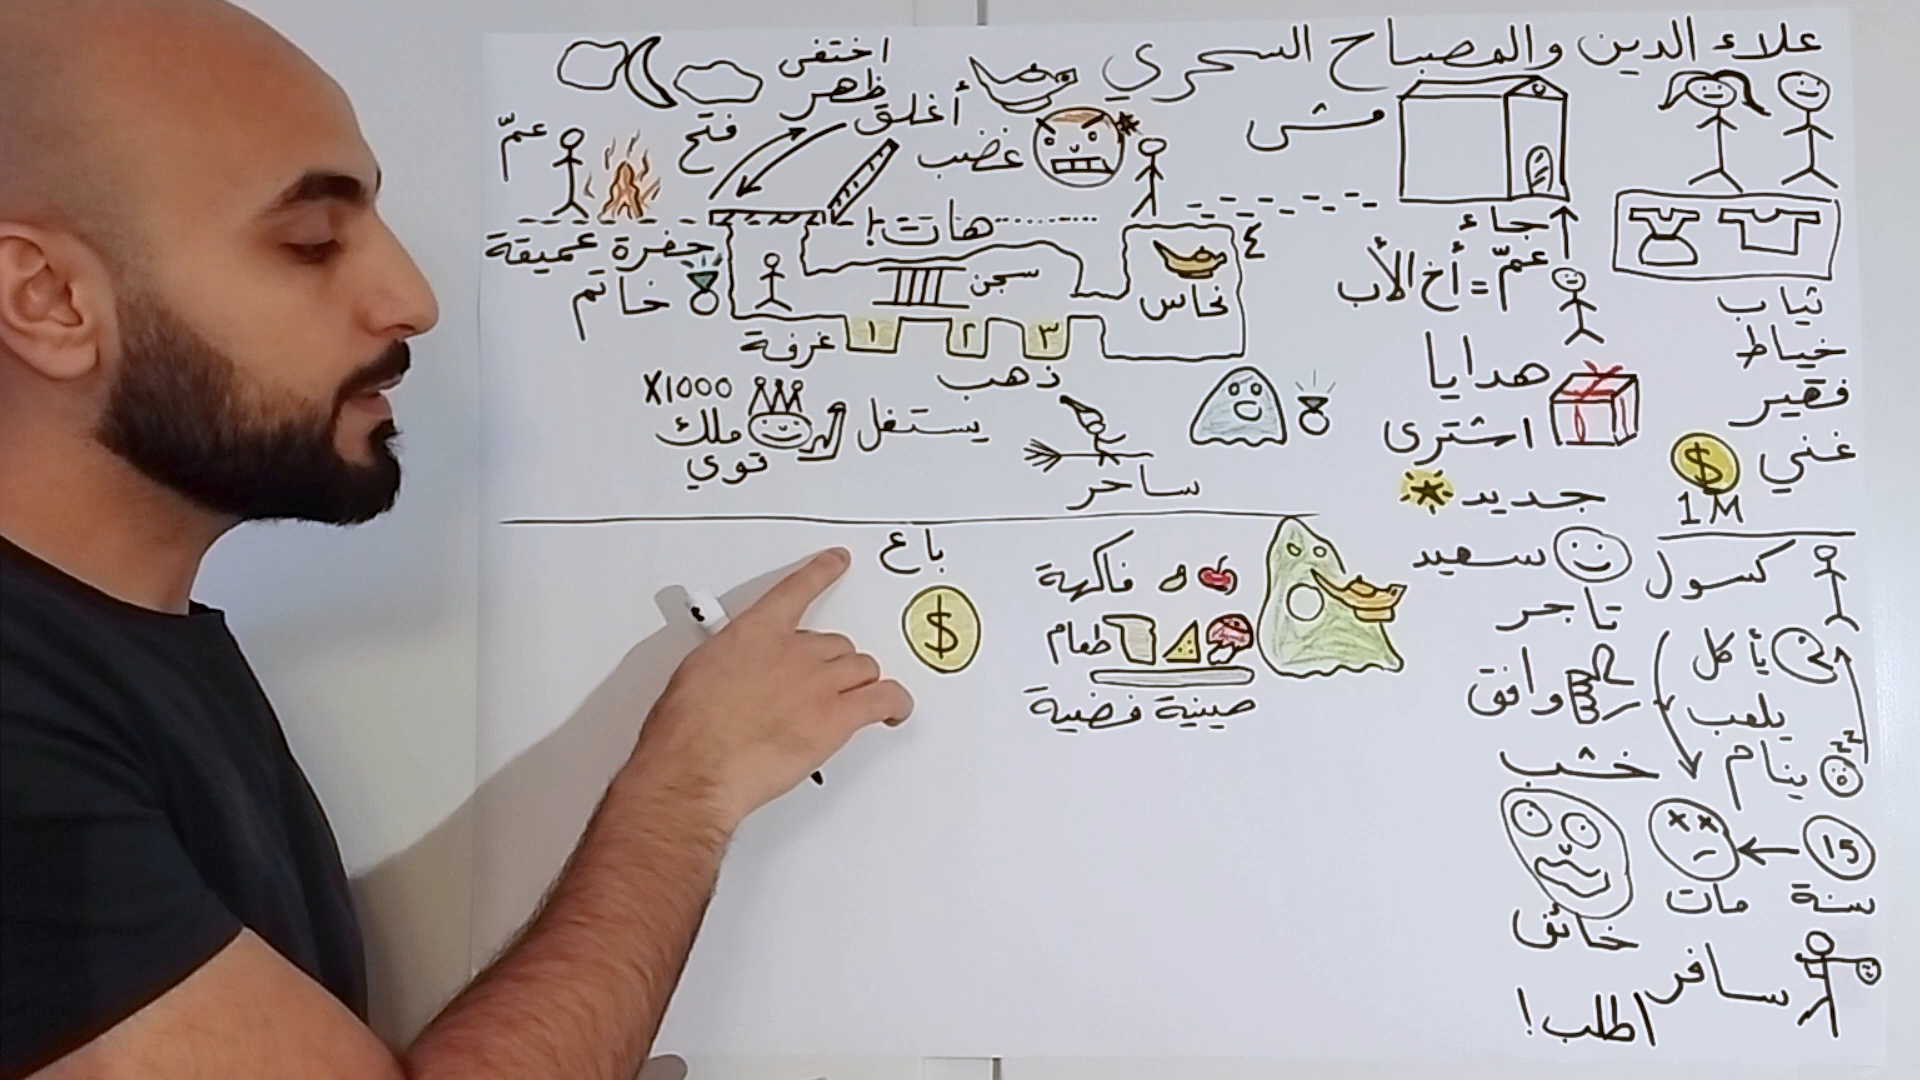 علاء الدين والمصباح السحري
ثياب
خياط
فقير
غني
1M
كسول
يأكل
يلعب
ينام
zzz
15
سنة
مات
سافر
اطلب!
مشى
جاء
عمّ = أخ الأب
هدايا
اشترى
جديد
سعيد
تاجر
وافق
خشب
خائف
اختفى
ظهر
أغلق
فتح
غضب
عمّ
هات!
حفرة عميقة
خاتم
سجن
نحاس
٤
١
٢
٣
غرفة
ذهب
X1000
ملك
قوي
يستغل
ساحر
باع
$
فاكهة
طعام
صينية فضية